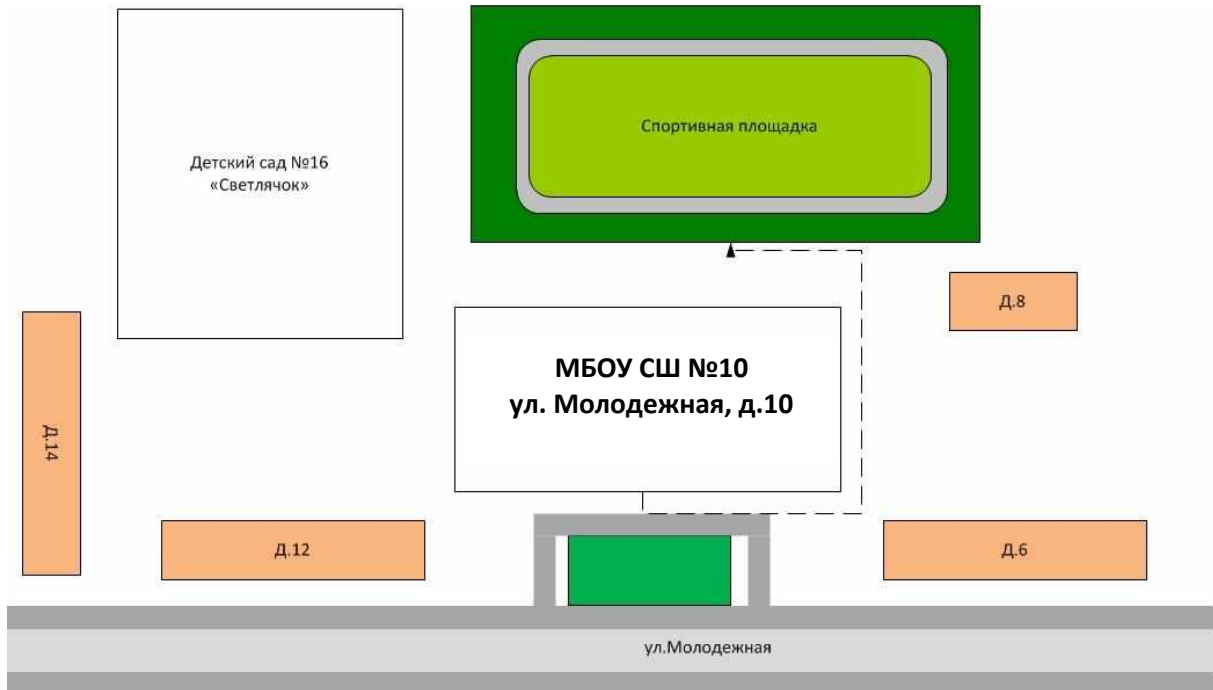 Спортивная площадка
Детский сад №16
«Светлячок»
Д.8
МБОУ СШ №10
ул. Молодежная, д.10
Д.14
Д.12
Д.6
ул.Молодежная